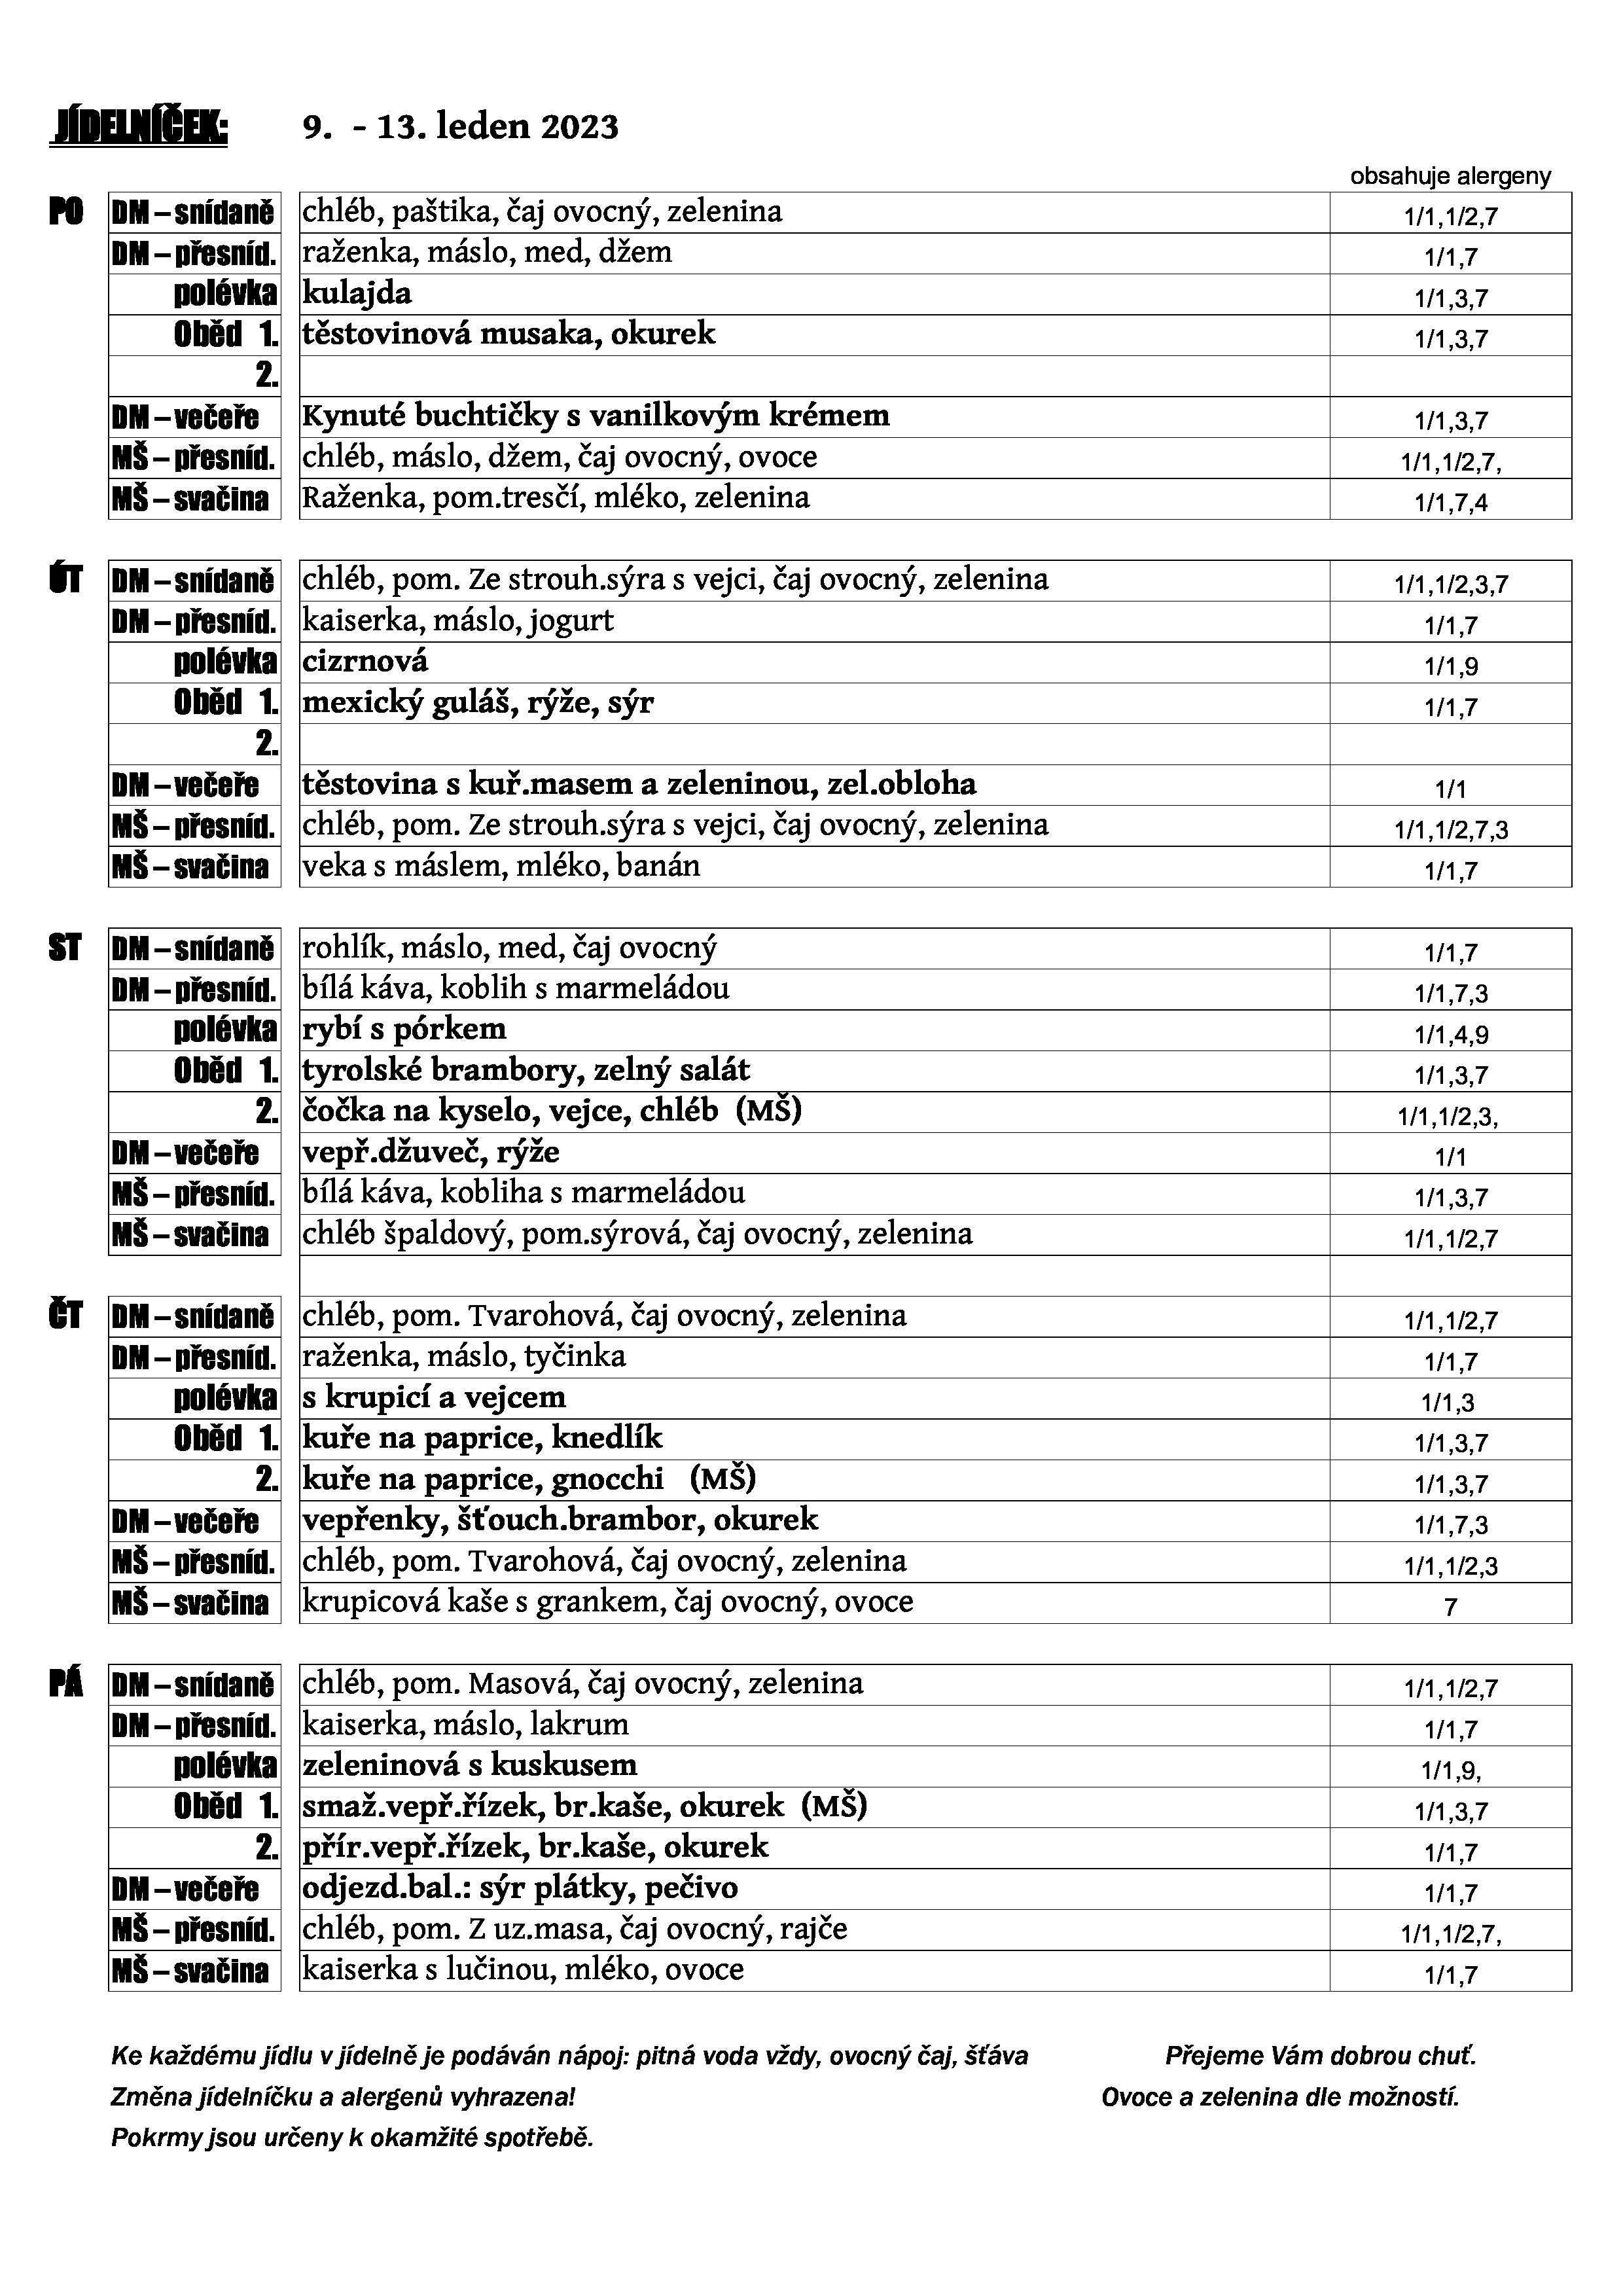 JÍDELNÍČEK: 9. - 13. leden 2023
obsahuje alergeny
PO DM – snídaně chléb, paštika, čaj ovocný, zelenina 1/1,1/2,7
DM – přesníd. raženka, máslo, med, džem 1/1,7
polévka kulajda 1/1,3,7
Oběd 1. těstovinová musaka, okurek 1/1,3,7
2.
DM – večeře Kynuté buchtičky s vanilkovým krémem 1/1,3,7
MŠ – přesníd. chléb, máslo, džem, čaj ovocný, ovoce 1/1,1/2,7,
MŠ – svačina Raženka, pom.tresčí, mléko, zelenina 1/1,7,4
ÚT DM – snídaně chléb, pom. Ze strouh.sýra s vejci, čaj ovocný, zelenina 1/1,1/2,3,7
DM – přesníd. kaiserka, máslo, jogurt 1/1,7
polévka cizrnová 1/1,9
Oběd 1. mexický guláš, rýže, sýr 1/1,7
2.
DM – večeře těstovina s kuř.masem a zeleninou, zel.obloha 1/1
MŠ – přesníd. chléb, pom. Ze strouh.sýra s vejci, čaj ovocný, zelenina 1/1,1/2,7,3
MŠ – svačina veka s máslem, mléko, banán 1/1,7
ST DM – snídaně rohlík, máslo, med, čaj ovocný 1/1,7
DM – přesníd. bílá káva, koblih s marmeládou 1/1,7,3
polévka rybí s pórkem 1/1,4,9
Oběd 1. tyrolské brambory, zelný salát 1/1,3,7
2. čočka na kyselo, vejce, chléb (MŠ) 1/1,1/2,3,
DM – večeře vepř.džuveč, rýže 1/1
MŠ – přesníd. bílá káva, kobliha s marmeládou 1/1,3,7
MŠ – svačina chléb špaldový, pom.sýrová, čaj ovocný, zelenina 1/1,1/2,7
ČT DM – snídaně chléb, pom. Tvarohová, čaj ovocný, zelenina 1/1,1/2,7
DM – přesníd. raženka, máslo, tyčinka 1/1,7
polévka s krupicí a vejcem 1/1,3
Oběd 1. kuře na paprice, knedlík 1/1,3,7
2. kuře na paprice, gnocchi (MŠ) 1/1,3,7
DM – večeře vepřenky, šťouch.brambor, okurek 1/1,7,3
MŠ – přesníd. chléb, pom. Tvarohová, čaj ovocný, zelenina 1/1,1/2,3
MŠ – svačina krupicová kaše s grankem, čaj ovocný, ovoce 7
PÁ DM – snídaně chléb, pom. Masová, čaj ovocný, zelenina 1/1,1/2,7
DM – přesníd. kaiserka, máslo, lakrum 1/1,7
polévka zeleninová s kuskusem 1/1,9,
Oběd 1. smaž.vepř.řízek, br.kaše, okurek (MŠ) 1/1,3,7
2. přír.vepř.řízek, br.kaše, okurek 1/1,7
DM – večeře odjezd.bal.: sýr plátky, pečivo 1/1,7
MŠ – přesníd. chléb, pom. Z uz.masa, čaj ovocný, rajče 1/1,1/2,7,
MŠ – svačina kaiserka s lučinou, mléko, ovoce 1/1,7
Ke každému jídlu v jídelně je podáván nápoj: pitná voda vždy, ovocný čaj, šťáva Přejeme Vám dobrou chuť.
Změna jídelníčku a alergenů vyhrazena! Ovoce a zelenina dle možností.
Pokrmy jsou určeny k okamžité spotřebě.